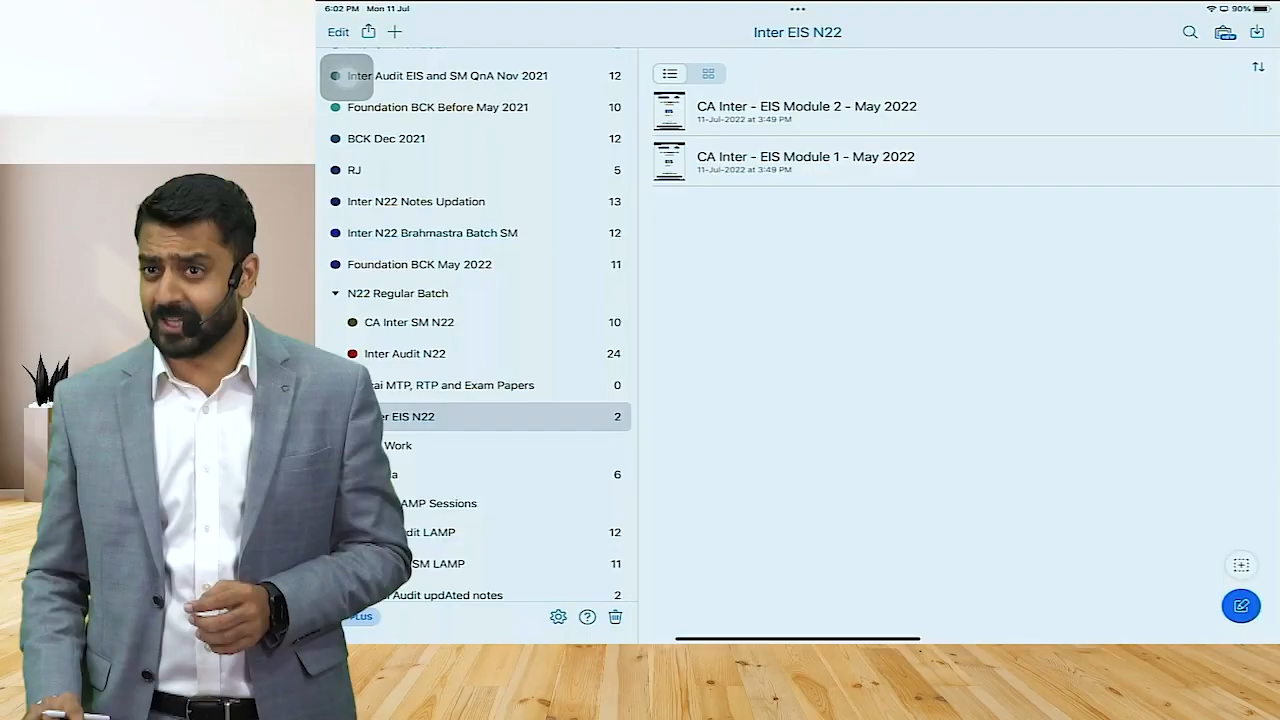 6:02 PM Mon 11 Jul
90%
Edit
Inter EIS N22
Inter Audit EIS and SM QnA Nov 2021 12
Foundation BCK Before May 2021 10
BCK Dec 2021 12
RJ 5
Inter N22 Notes Updation 13
Inter N22 Brahmastra Batch SM 12
Foundation BCK May 2022 11
N22 Regular Batch
CA Inter SM N22 10
Inter Audit N22 24
MTP, RTP and Exam Papers 0
EIS N22 2
Work
6
Sessions
LAMP 12
SM LAMP 11
Audit updAted notes 2
PLUS
CA Inter - EIS Module 2 - May 2022
11-Jul-2022 at 3:49 PM
CA Inter - EIS Module 1 - May 2022
11-Jul-2022 at 3:49 PM